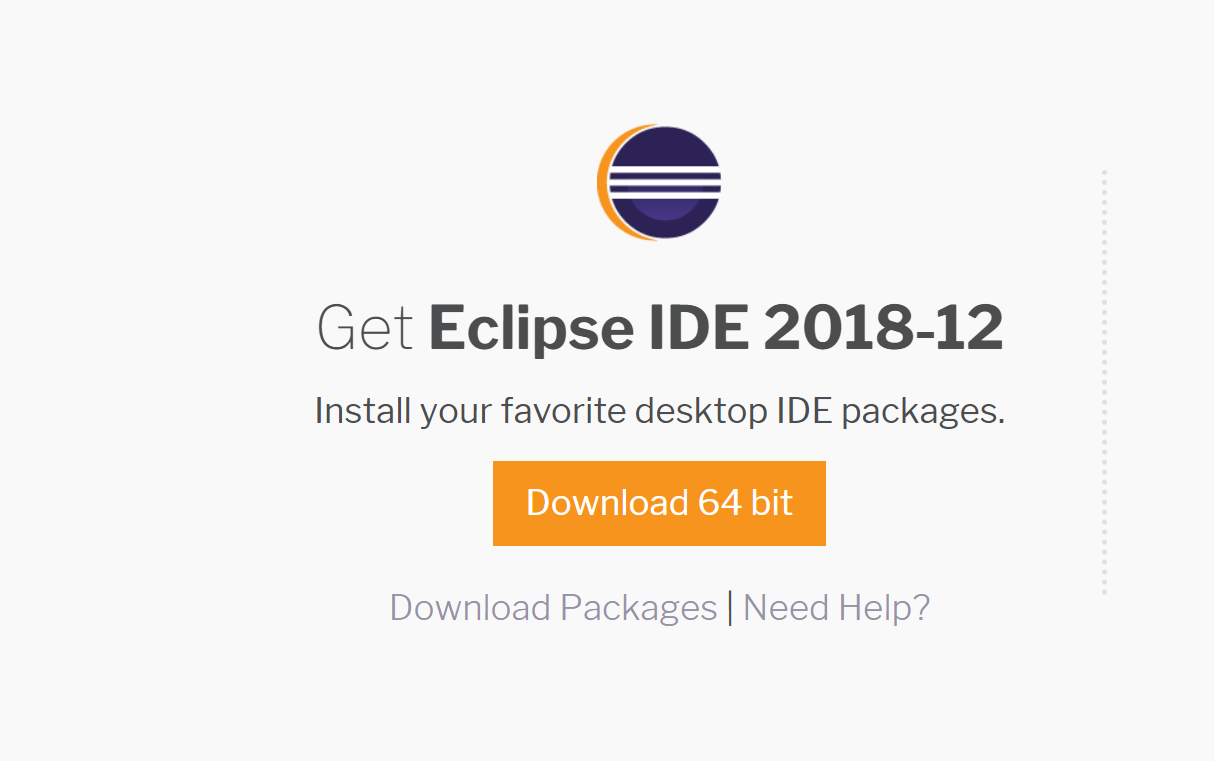 Get Eclipse IDE 2018-12
Install your favorite desktop IDE packages.
Download 64 bit
Download Packages | Need Help?